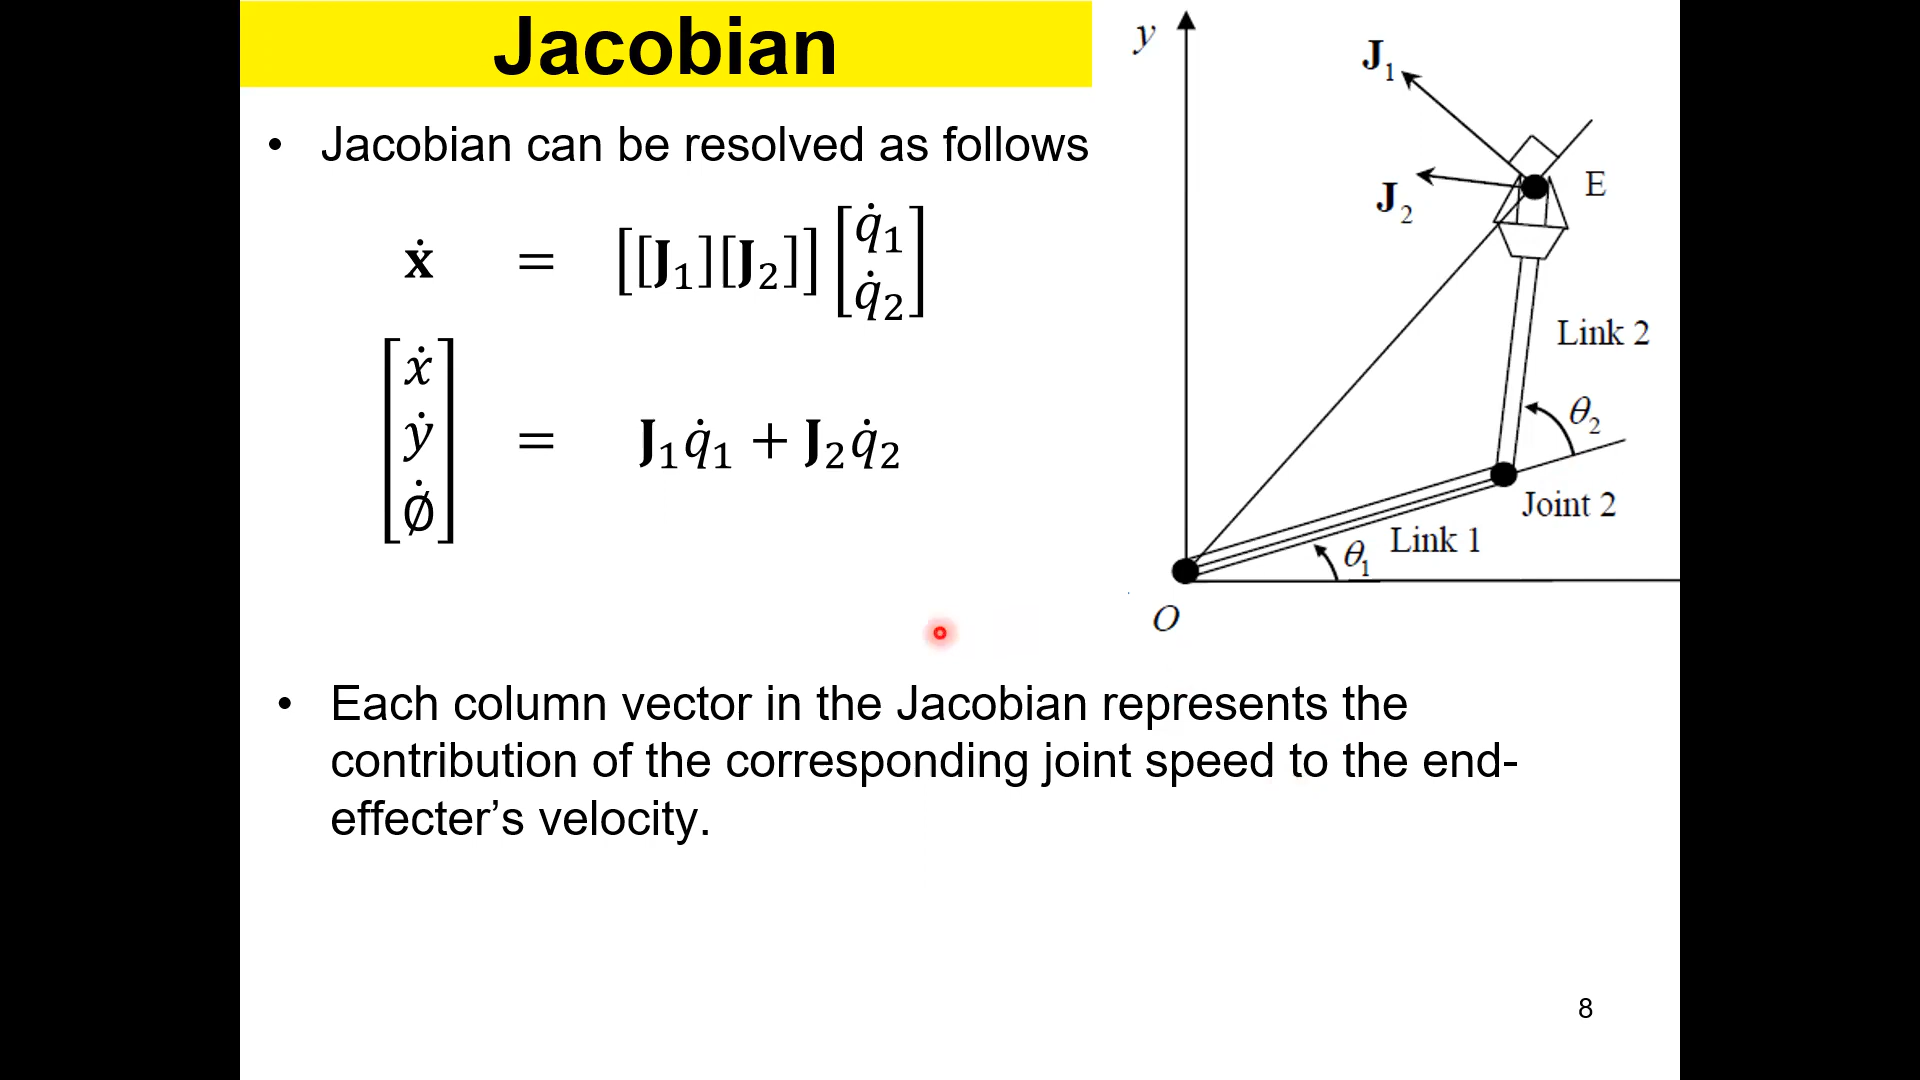 Jacobian
• Jacobian can be resolved as follows
ẋ = [[J₁][J₂]] [q̇₁ q̇₂]
[ẋ ẏ ∅̇] = J₁q̇₁ + J₂q̇₂
y
J₁
J₂
E
Link 2
θ₂
Joint 2
Link 1
θ₁
O
• Each column vector in the Jacobian represents the
contribution of the corresponding joint speed to the end-
effecter’s velocity.
8